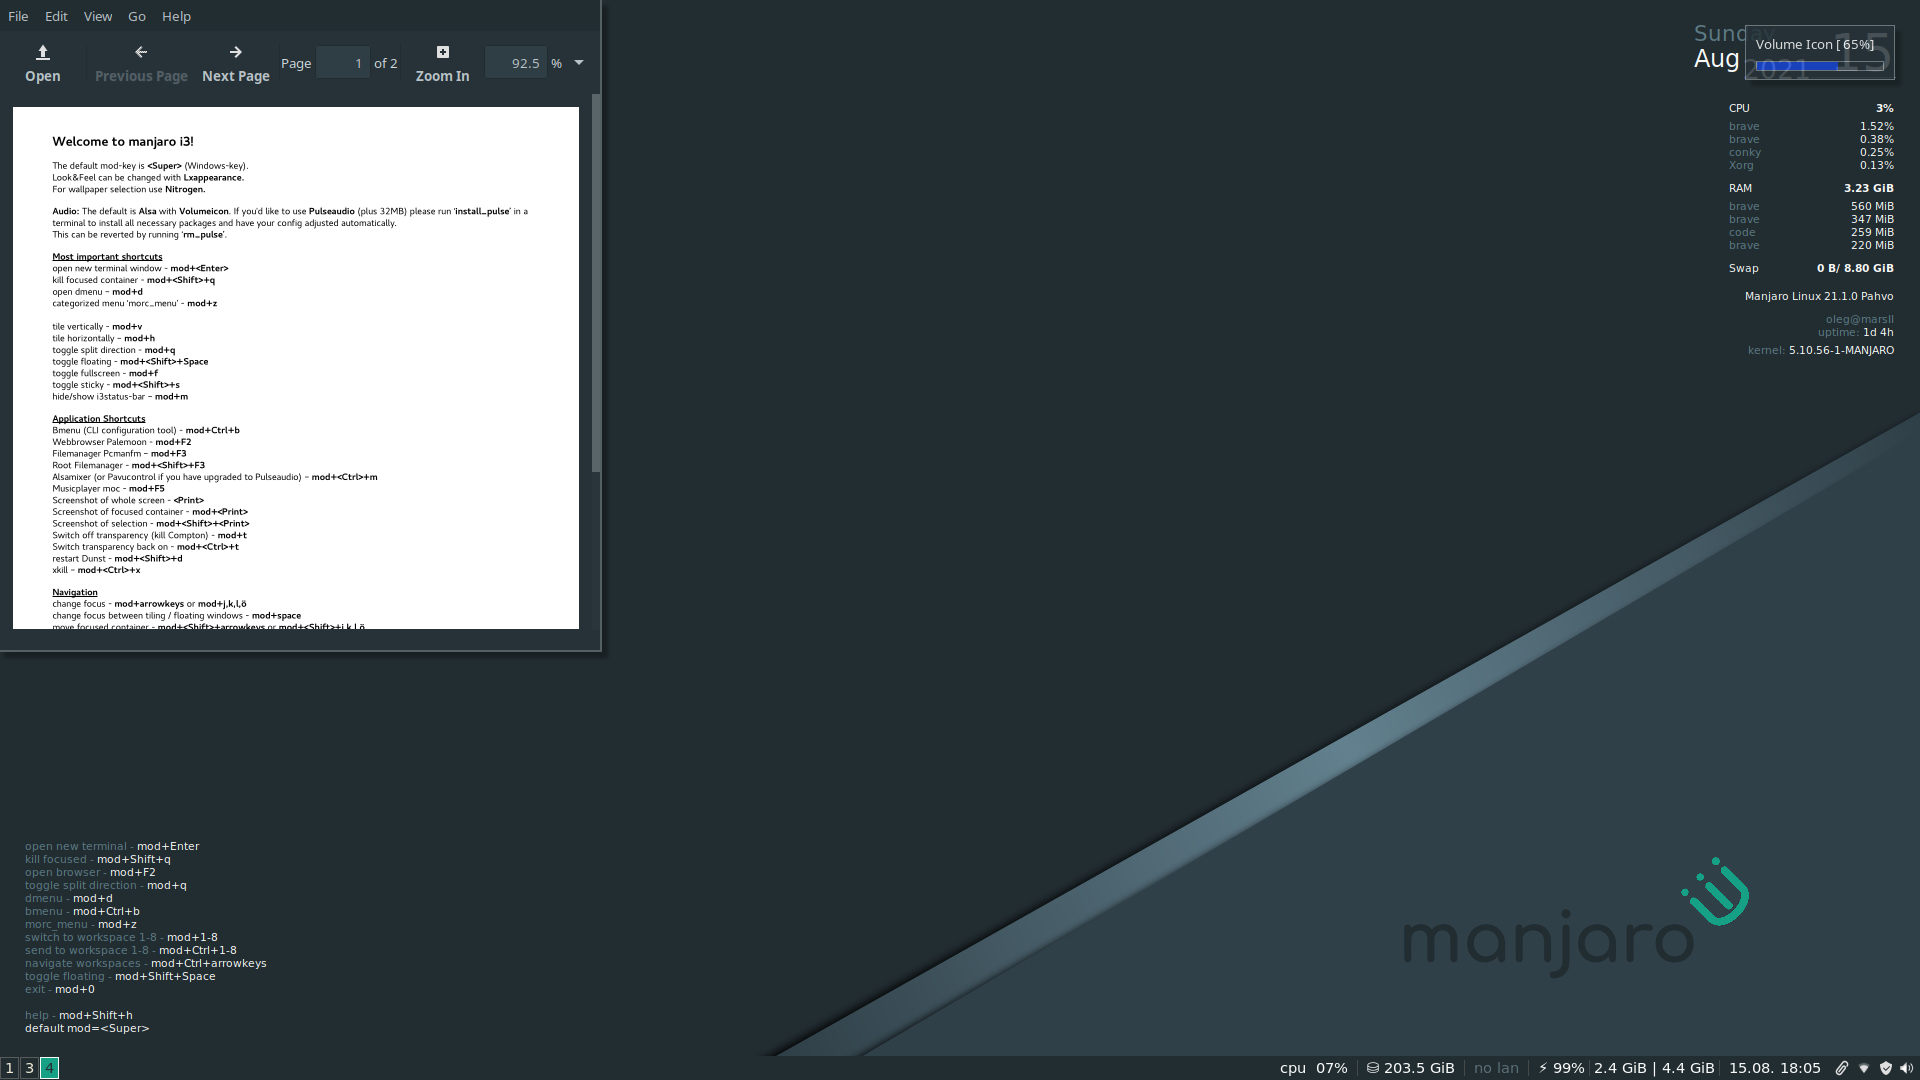 File Edit View Go Help
Open Previous Page Next Page Page 1 of 2 Zoom In 92.5 %
Welcome to manjaro i3!
The default mod-key is <Super> (Windows-key).
Look&Feel can be changed with Lxappearance.
For wallpaper selection use Nitrogen.
Audio: The default is Alsa with Volumeicon. If you'd like to use Pulseaudio (plus 32MB) please run 'install_pulse' in a
terminal to install all necessary packages and have your config adjusted automatically.
This can be reverted by running 'rm_pulse'.
Most important shortcuts
open new terminal window - mod+<Enter>
kill focused container - mod+<Shift>+q
open dmenu – mod+d
categorized menu 'morc_menu' - mod+z
tile vertically - mod+v
tile horizontally – mod+h
toggle split direction - mod+q
toggle floating - mod+<Shift>+Space
toggle fullscreen - mod+f
toggle sticky - mod+<Shift>+s
hide/show i3status-bar – mod+m
Application Shortcuts
Bmenu (CLI configuration tool) - mod+Ctrl+b
Webbrowser Palemoon - mod+F2
Filemanager Pcmanfm – mod+F3
Root Filemanager - mod+<Shift>+F3
Alsamixer (or Pavucontrol if you have upgraded to Pulseaudio) – mod+<Ctrl>+m
Musicplayer moc - mod+F5
Screenshot of whole screen - <Print>
Screenshot of focused container - mod+<Print>
Screenshot of selection - mod+<Shift>+<Print>
Switch off transparency (kill Compton) - mod+t
Switch transparency back on - mod+<Ctrl>+t
restart Dunst - mod+<Shift>+d
xkill – mod+<Ctrl>+x
Navigation
change focus - mod+arrowkeys or mod+j,k,l,ö
change focus between tiling / floating windows - mod+space
move focused container - mod+<Shift>+arrowkeys or mod+<Shift>+j,k,l,ö
open new terminal - mod+Enter
kill focused - mod+Shift+q
open browser - mod+F2
toggle split direction - mod+q
dmenu - mod+d
bmenu - mod+Ctrl+b
morc_menu - mod+z
switch to workspace 1-8 - mod+1-8
send to workspace 1-8 - mod+Ctrl+1-8
navigate workspaces - mod+Ctrl+arrowkeys
toggle floating - mod+Shift+Space
exit - mod+0
help - mod+Shift+h
default mod=<Super>
Sunday
Aug 15
2021
Volume Icon [ 65%]
CPU 3%
brave 1.52%
brave 0.38%
conky 0.25%
Xorg 0.13%
RAM 3.23 GiB
brave 560 MiB
brave 347 MiB
code 259 MiB
brave 220 MiB
Swap 0 B/ 8.80 GiB
Manjaro Linux 21.1.0 Pahvo
oleg@marsll
uptime: 1d 4h
kernel: 5.10.56-1-MANJARO
manjaro
1 3 4
cpu 07% 203.5 GiB no lan ⚡ 99% 2.4 GiB | 4.4 GiB 15.08. 18:05